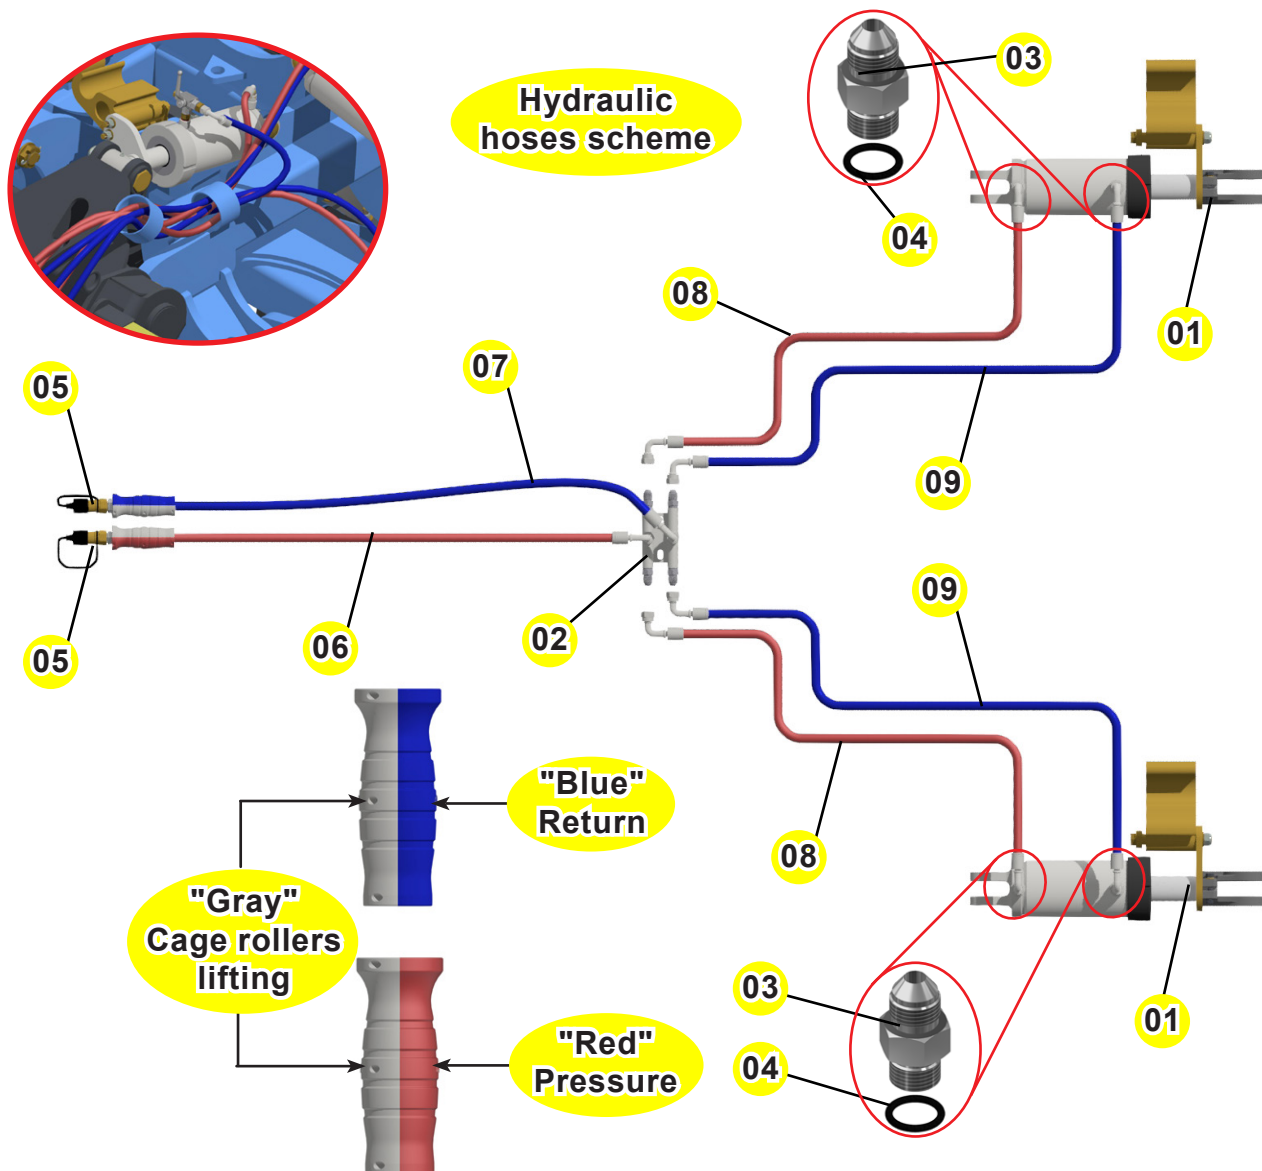 03
Hydraulic
hoses scheme
04
08
01
07
05
09
09
02
06
05
"Blue"
Return
08
"Gray"
Cage rollers
lifting
03
01
"Red"
Pressure
04